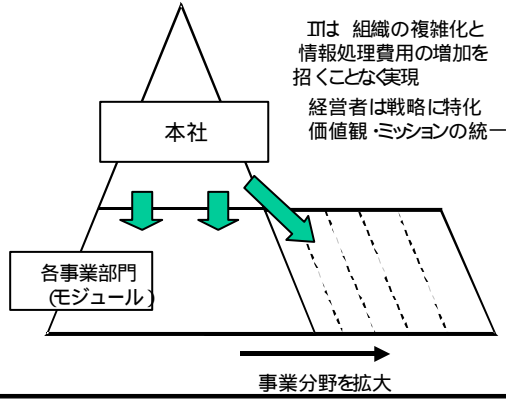 ITは 組織の複雑化と
情報処理費用の増加を
招くことなく実現
経営者は戦略に特化
価値観・ミッションの統一
本社
各事業部門
(モジュール)
事業分野を拡大